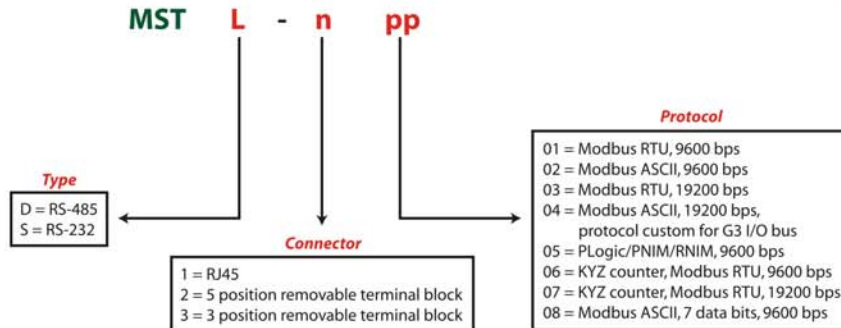 MST L - n pp
Type
D = RS-485
S = RS-232
Connector
1 = RJ45
2 = 5 position removable terminal block
3 = 3 position removable terminal block
Protocol
01 = Modbus RTU, 9600 bps
02 = Modbus ASCII, 9600 bps
03 = Modbus RTU, 19200 bps
04 = Modbus ASCII, 19200 bps,
protocol custom for G3 I/O bus
05 = PLogic/PNIM/RNIM, 9600 bps
06 = KYZ counter, Modbus RTU, 9600 bps
07 = KYZ counter, Modbus RTU, 19200 bps
08 = Modbus ASCII, 7 data bits, 9600 bps